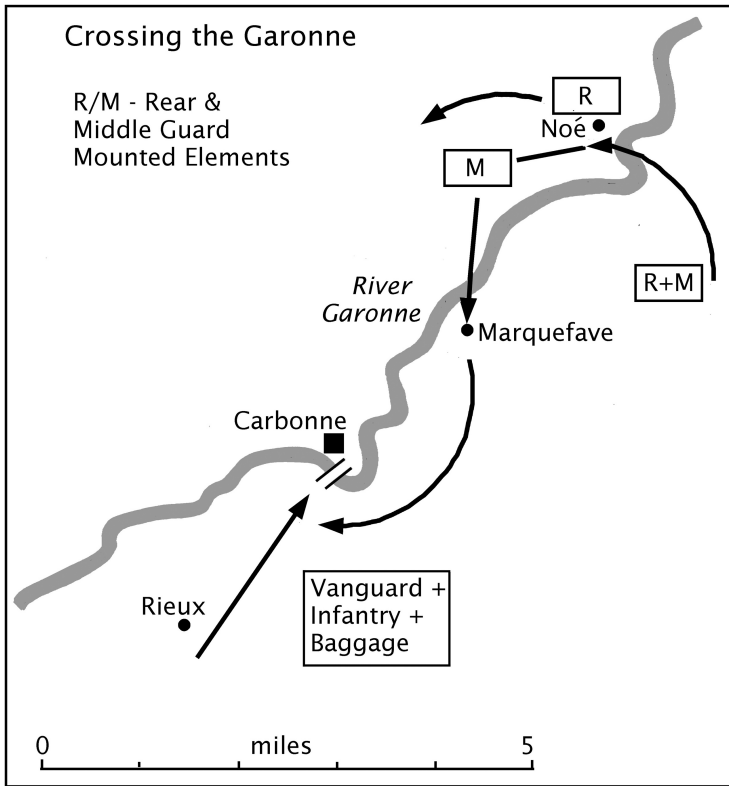 Crossing the Garonne
R/M - Rear &
Middle Guard
Mounted Elements
R
Noé
M
R+M
River
Garonne
Marquefave
Carbonne
Vanguard +
Infantry +
Baggage
Rieux
0 miles 5